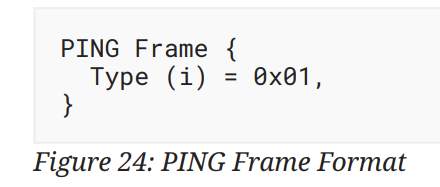 PING Frame {
  Type (i) = 0x01,
}
Figure 24: PING Frame Format